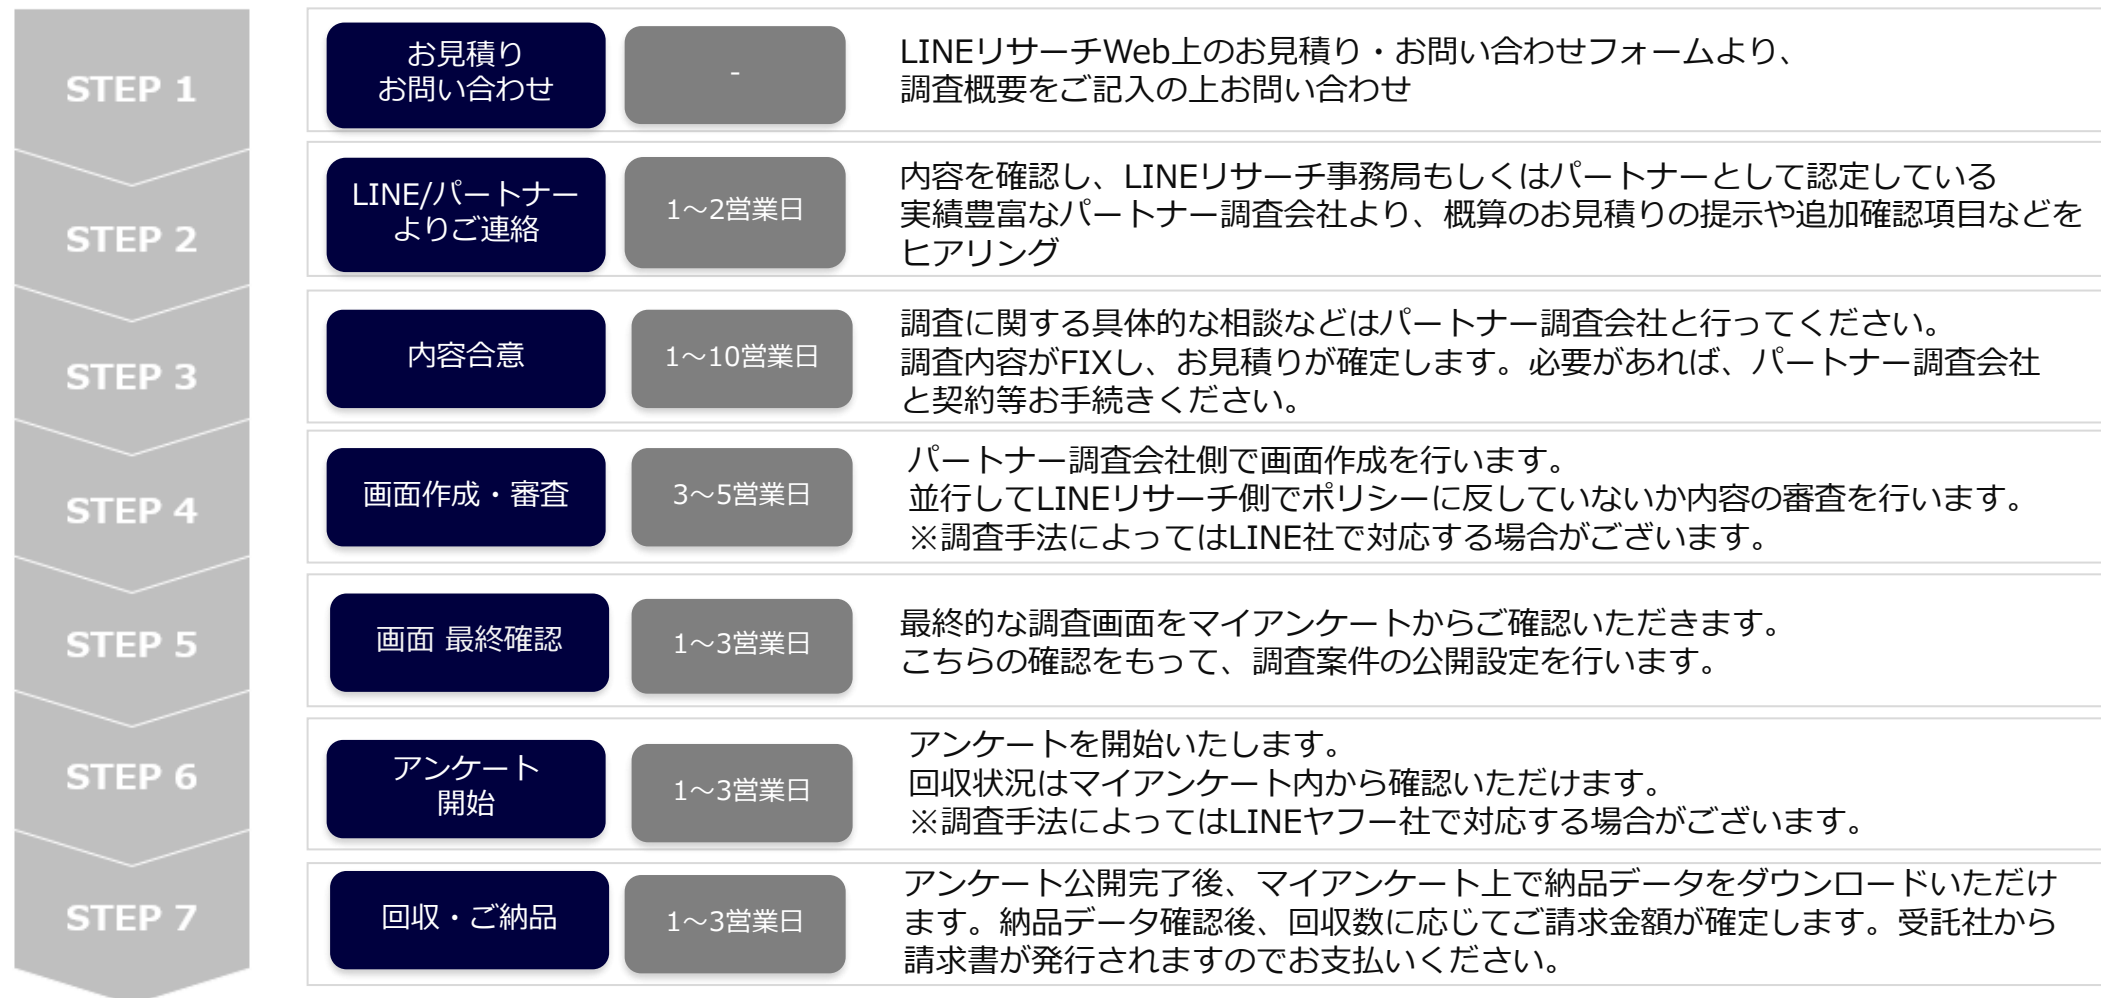 STEP 1
お見積り
お問い合わせ
-
LINEリサーチWeb上のお見積り・お問い合わせフォームより、
調査概要をご記入の上お問い合わせ
STEP 2
LINE/パートナー
よりご連絡
1～2営業日
内容を確認し、LINEリサーチ事務局もしくはパートナーとして認定している
実績豊富なパートナー調査会社より、概算のお見積りの提示や追加確認項目などを
ヒアリング
STEP 3
内容合意
1～10営業日
調査に関する具体的な相談などはパートナー調査会社と行ってください。
調査内容がFIXし、お見積りが確定します。必要があれば、パートナー調査会社
と契約等お手続きください。
STEP 4
画面作成・審査
3～5営業日
パートナー調査会社側で画面作成を行います。
並行してLINEリサーチ側でポリシーに反していないか内容の審査を行います。
※調査手法によってはLINE社で対応する場合がございます。
STEP 5
画面 最終確認
1～3営業日
最終的な調査画面をマイアンケートからご確認いただきます。
こちらの確認をもって、調査案件の公開設定を行います。
STEP 6
アンケート
開始
1～3営業日
アンケートを開始いたします。
回収状況はマイアンケート内から確認いただけます。
※調査手法によってはLINEヤフー社で対応する場合がございます。
STEP 7
回収・ご納品
1～3営業日
アンケート公開完了後、マイアンケート上で納品データをダウンロードいただけ
ます。納品データ確認後、回収数に応じてご請求金額が確定します。受託社から
請求書が発行されますのでお支払いください。